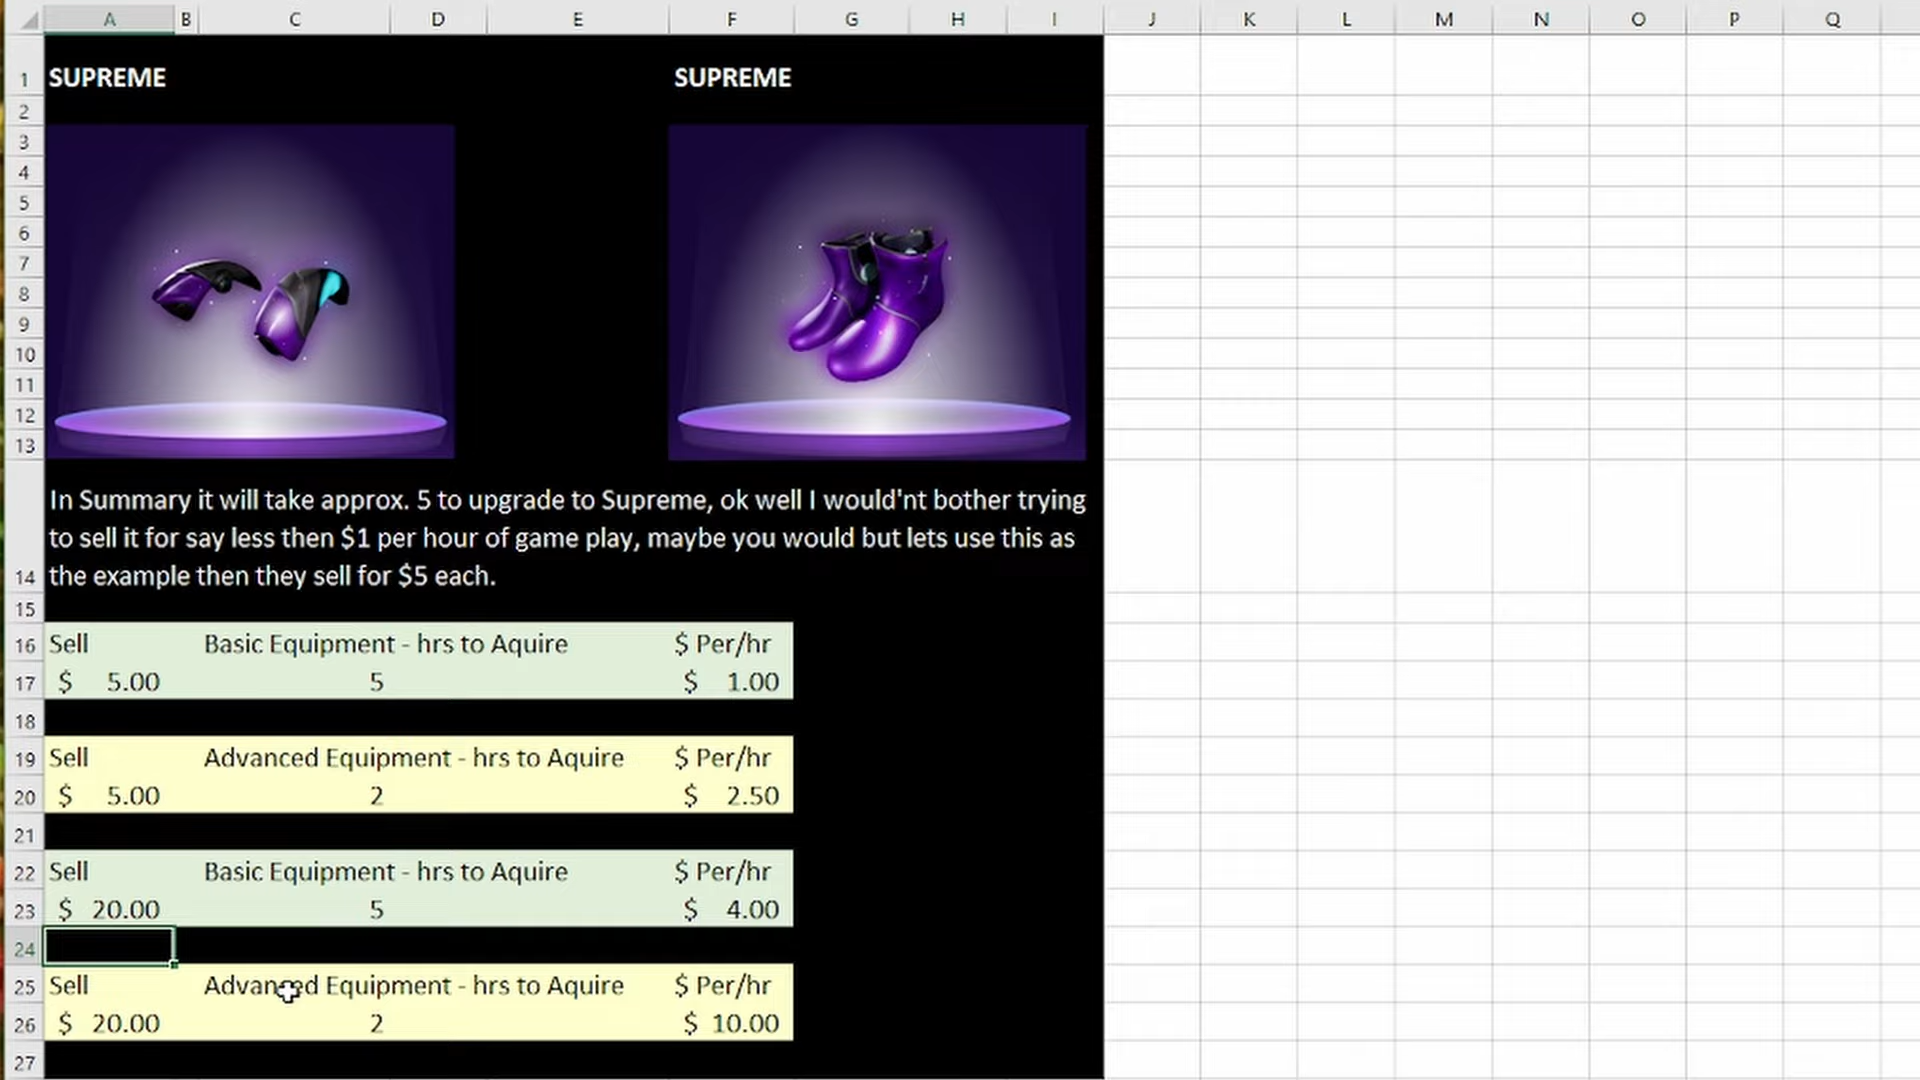 A B C D E F G H I J K L M N O P Q
1 SUPREME SUPREME
2
3
4
5
6
7
8
9
10
11
12
13
In Summary it will take approx. 5 to upgrade to Supreme, ok well I would'nt bother trying
to sell it for say less then $1 per hour of game play, maybe you would but lets use this as
14 the example then they sell for $5 each.
15
16 Sell Basic Equipment - hrs to Aquire $ Per/hr
17 $ 5.00 5 $ 1.00
18
19 Sell Advanced Equipment - hrs to Aquire $ Per/hr
20 $ 5.00 2 $ 2.50
21
22 Sell Basic Equipment - hrs to Aquire $ Per/hr
23 $ 20.00 5 $ 4.00
24
25 Sell Advanced Equipment - hrs to Aquire $ Per/hr
26 $ 20.00 2 $ 10.00
27